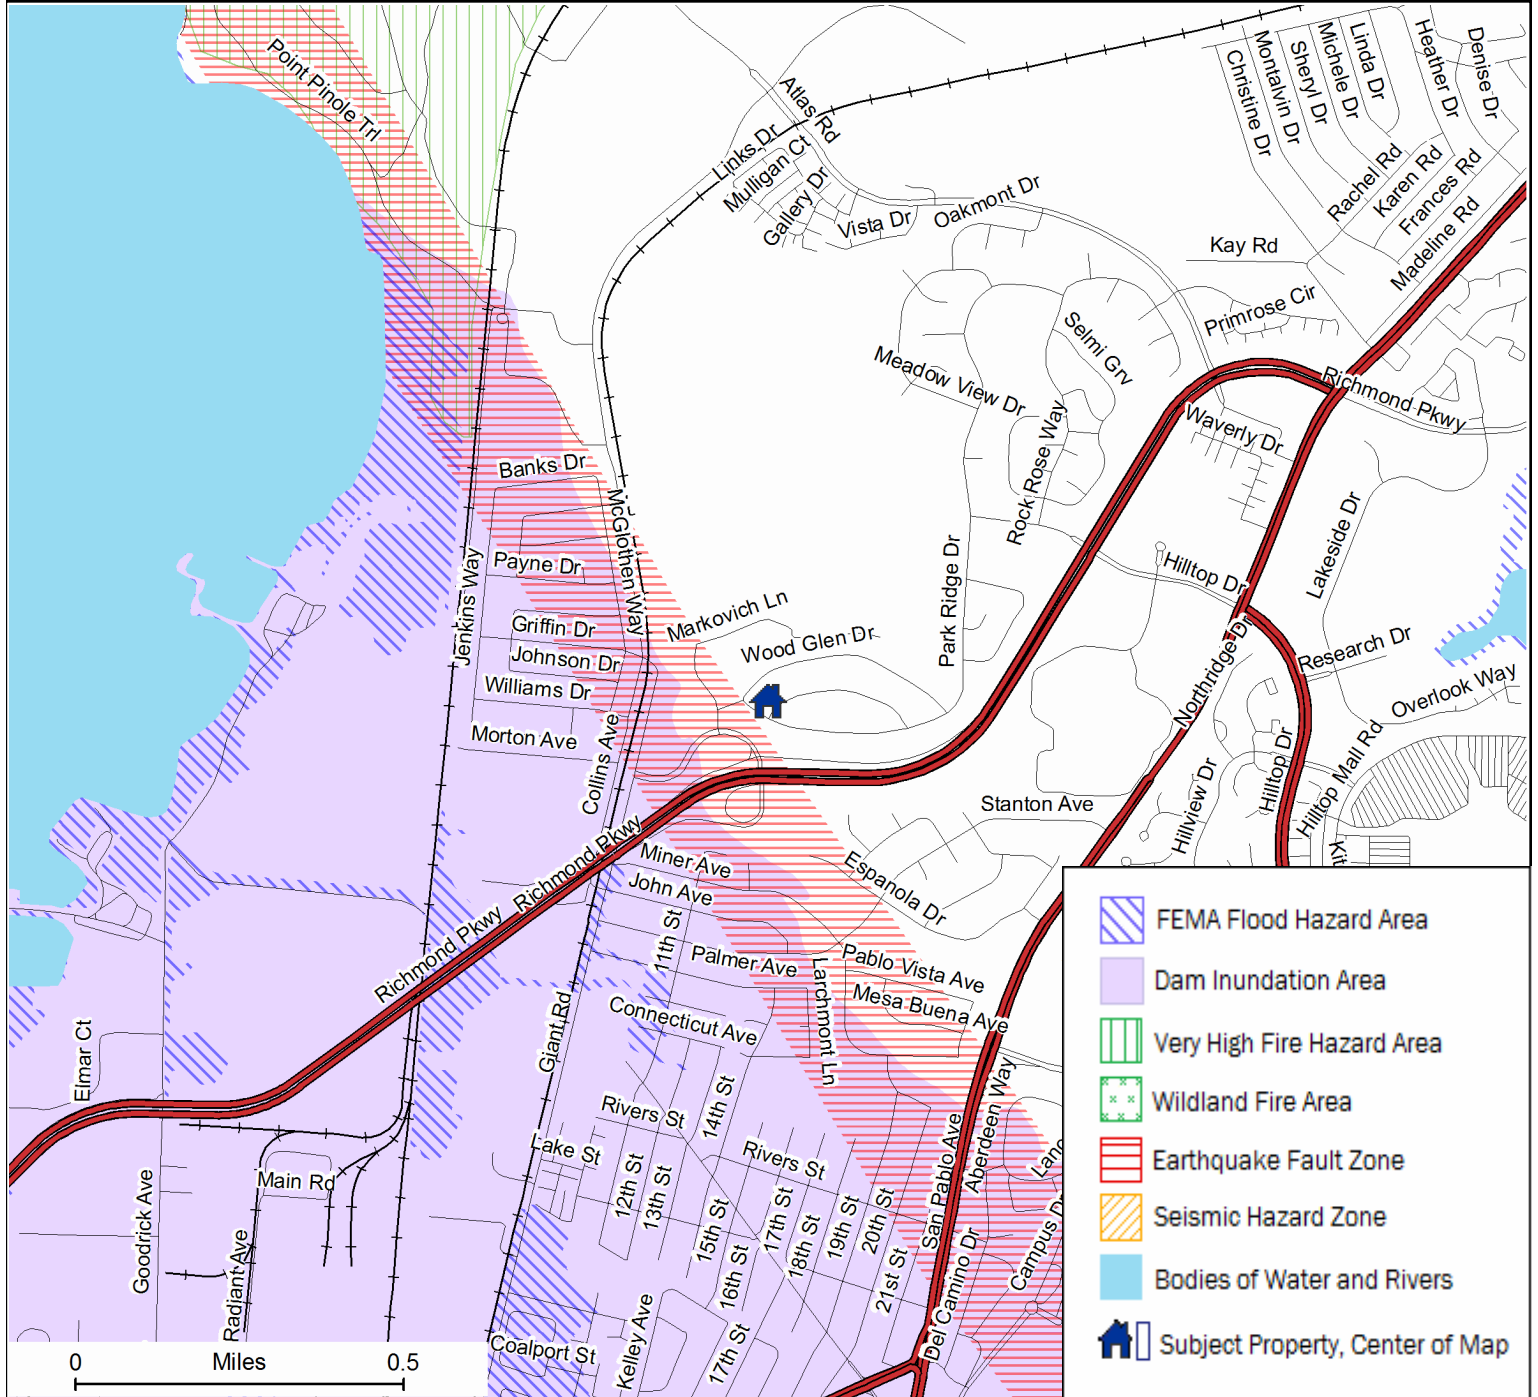 Point Pinole Trl
Atlas Rd
Links Dr
Mulligan Ct
Gallery Dr
Vista Dr
Oakmont Dr
Christine Dr
Montalvin Dr
Sheryl Dr
Michele Dr
Linda Dr
Heather Dr
Denise Dr
Rachel Rd
Karen Rd
Frances Rd
Madeline Rd
Kay Rd
Primrose Cir
Selmi Grv
Meadow View Dr
Rock Rose Way
Richmond Pkwy
Waverly Dr
Banks Dr
McGlothen Way
Payne Dr
Jenkins Way
Griffin Dr
Johnson Dr
Williams Dr
Morton Ave
Collins Ave
Markovich Ln
Wood Glen Dr
Park Ridge Dr
Hilltop Dr
Lakeside Dr
Northridge Dr
Research Dr
Overlook Way
Hilltop Dr
Hilltop Mall Rd
Hillview Dr
Stanton Ave
Kit
Richmond Pkwy
Richmond Pkwy
Miner Ave
John Ave
11th St
Espanola Dr
Palmer Ave
Larchmont Ln
Pablo Vista Ave
Mesa Buena Ave
Connecticut Ave
Giant Rd
Elmar Ct
Rivers St
14th St
Lake St
12th St
13th St
Rivers St
15th St
16th St
17th St
18th St
19th St
20th St
21st St
San Pablo Ave
Aberdeen Way
Lanc
Campus D
Del Camino Dr
Main Rd
Goodrick Ave
Radiant Ave
Coalport St
Kelley Ave
17th St
0 Miles 0.5
FEMA Flood Hazard Area
Dam Inundation Area
Very High Fire Hazard Area
Wildland Fire Area
Earthquake Fault Zone
Seismic Hazard Zone
Bodies of Water and Rivers
Subject Property, Center of Map